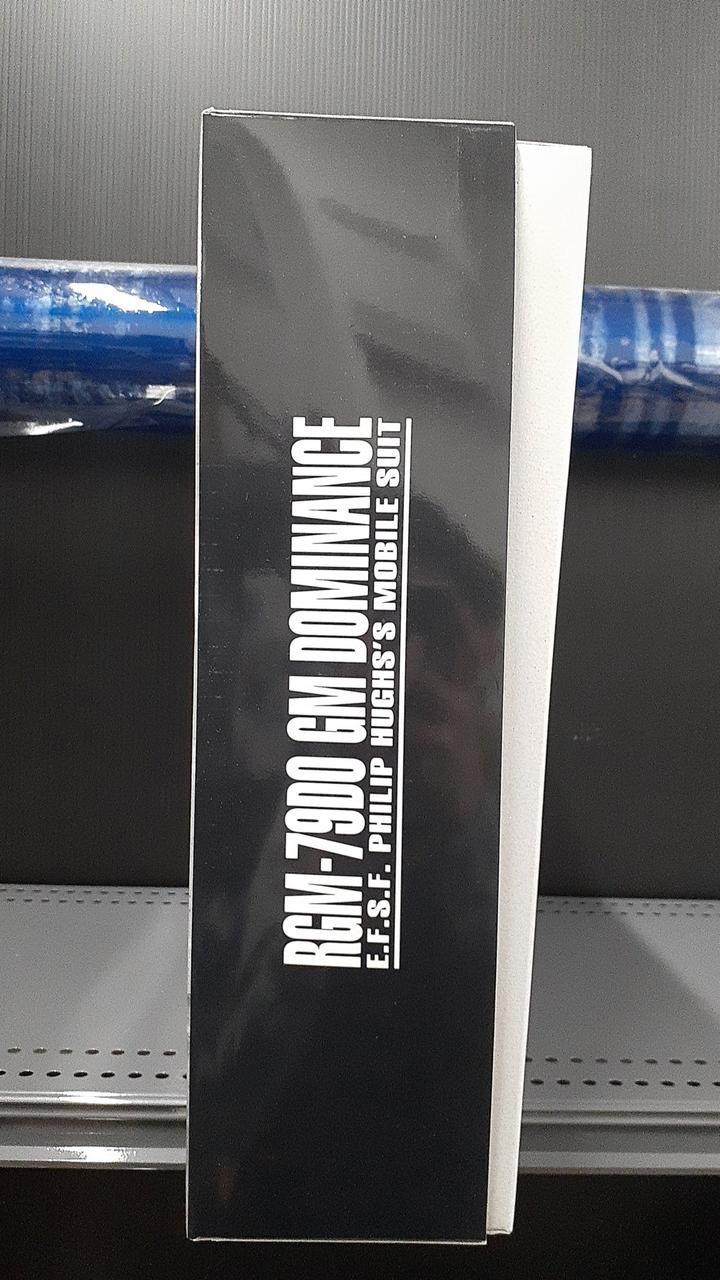 RGM-79DO GM DOMINANCE
E.F.S.F. PHILIP HUGHS'S MOBILE SUIT